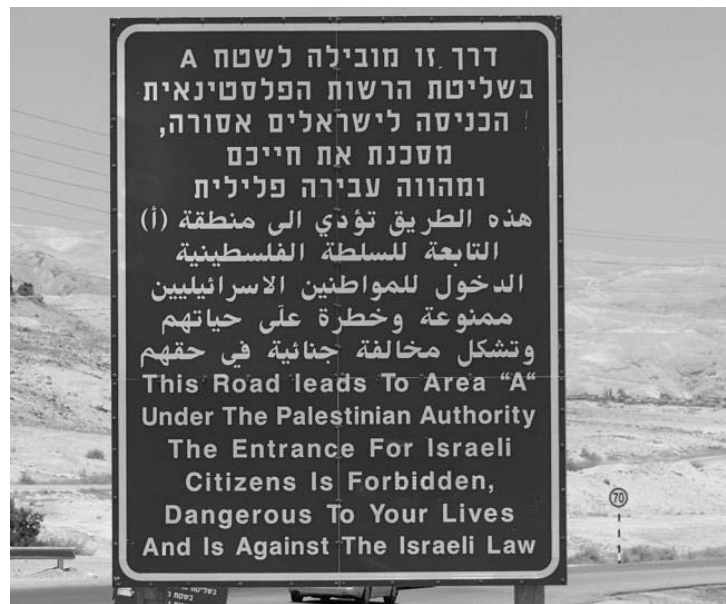 דרך זו מובילה לשטח A
בשליטת הרשות הפלסטינאית
הכניסה לישראלים אסורה,
מסכנת את חייכם
ומהווה עבירה פלילית
هذه الطريق تؤدي الى منطقة (أ)
التابعة للسلطة الفلسطينية
الدخول للمواطنين الاسرائيليين
ممنوعة وخطرة على حياتهم
وتشكل مخالفة جنائية في حقهم
This Road leads To Area "A"
Under The Palestinian Authority
The Entrance For Israeli
Citizens Is Forbidden,
Dangerous To Your Lives
And Is Against The Israeli Law
70